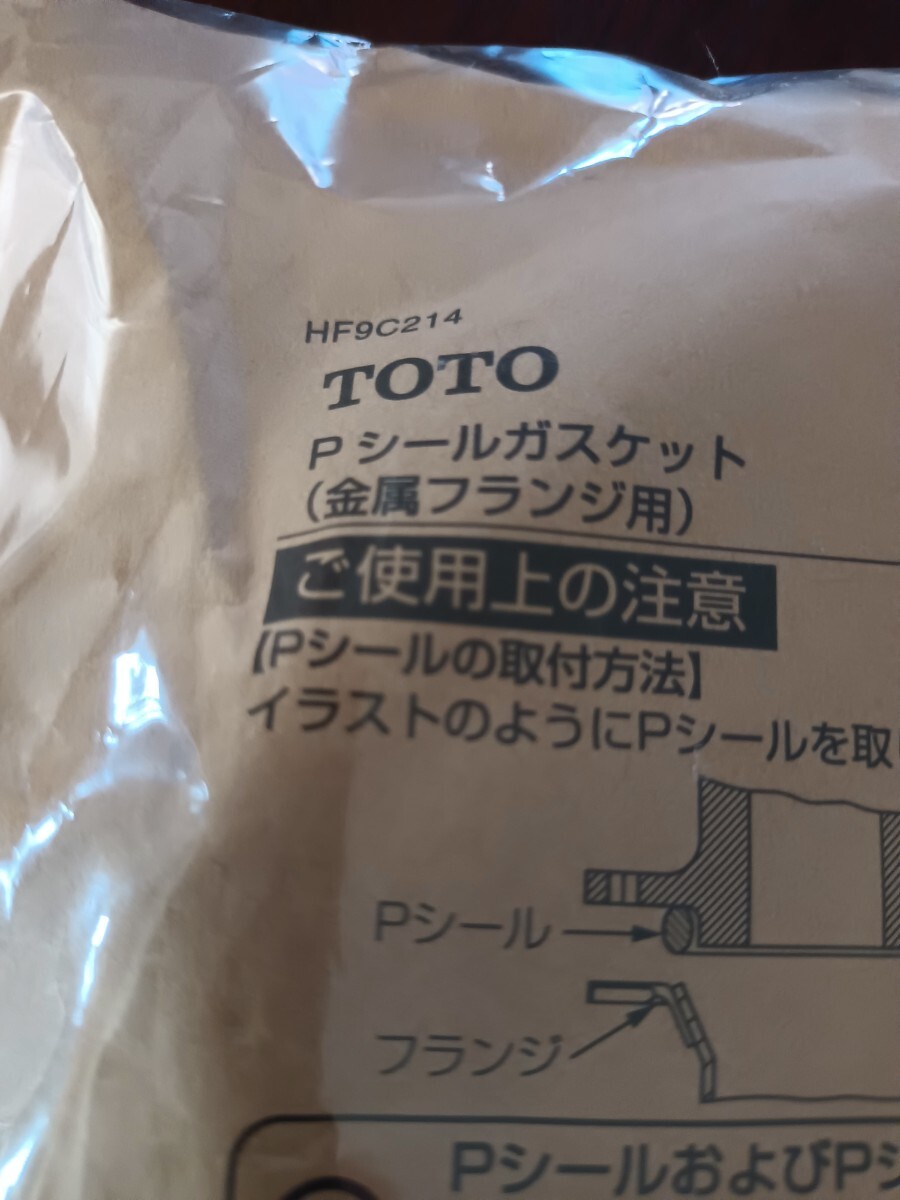 HF9C214
TOTO
Pシールガスケット
(金属フランジ用)
ご使用上の注意
【Pシールの取付方法】
イラストのようにPシールを取
Pシール
フランジ
PシールおよびP